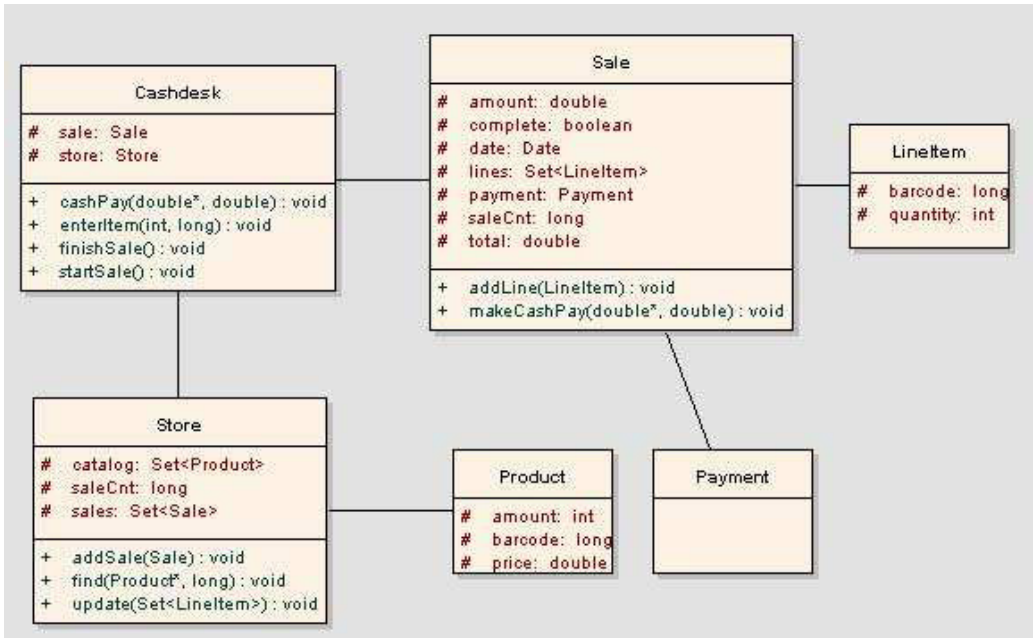 Cashdesk
# sale: Sale
# store: Store
+ cashPay(double*, double) : void
+ enterItem(int, long) : void
+ finishSale() : void
+ startSale() : void
Sale
# amount: double
# complete: boolean
# date: Date
# lines: Set<LineItem>
# payment: Payment
# saleCnt: long
# total: double
+ addLine(LineItem) : void
+ makeCashPay(double*, double) : void
LineItem
# barcode: long
# quantity: int
Store
# catalog: Set<Product>
# saleCnt: long
# sales: Set<Sale>
+ addSale(Sale) : void
+ find(Product*, long) : void
+ update(Set<LineItem>) : void
Product
# amount: int
# barcode: long
# price: double
Payment